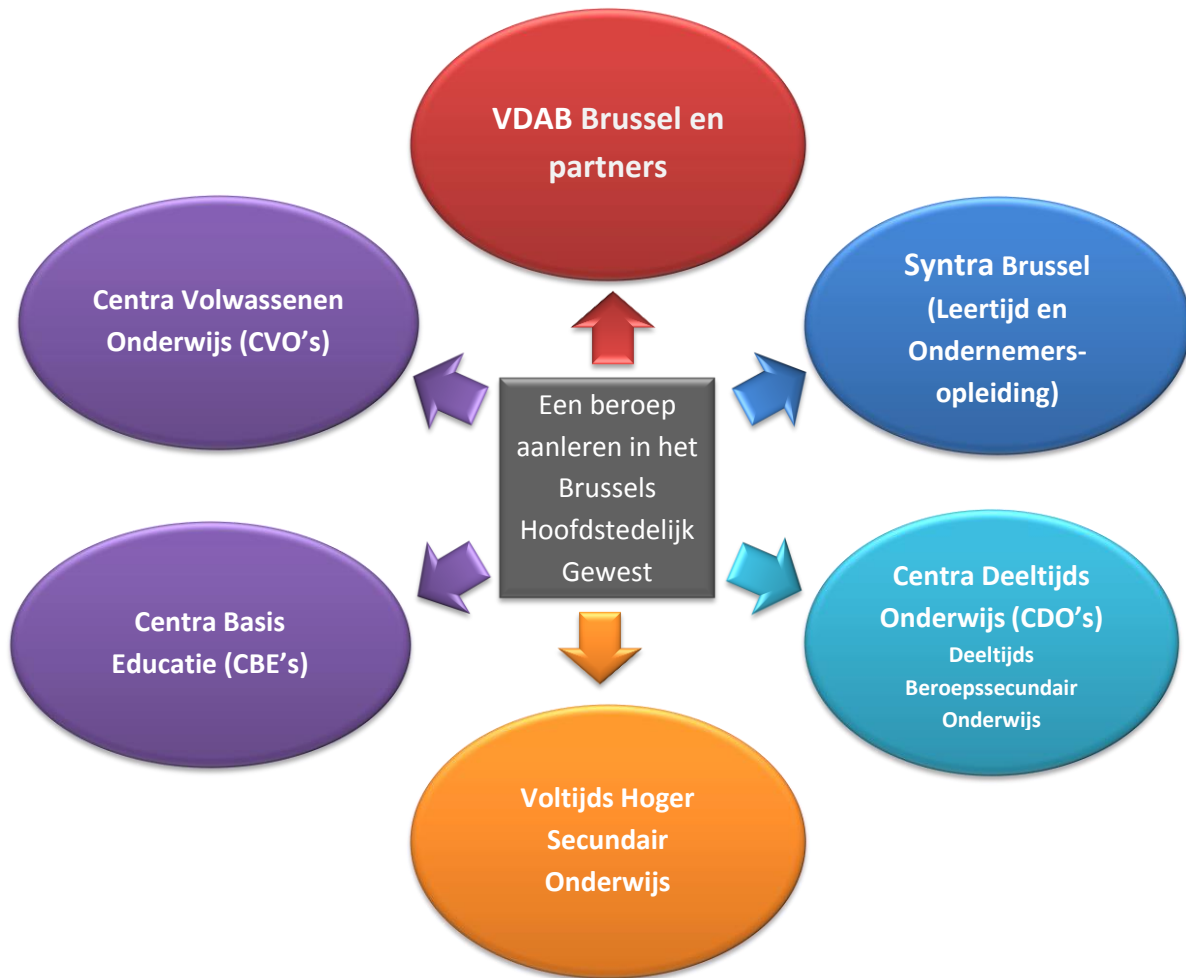 VDAB Brussel en
partners
Syntra Brussel
(Leertijd en
Ondernemers-
opleiding)
Centra Deeltijds
Onderwijs (CDO’s)
Deeltijds
Beroepssecundair
Onderwijs
Voltijds Hoger
Secundair
Onderwijs
Centra Basis
Educatie (CBE’s)
Centra Volwassenen
Onderwijs (CVO’s)
Een beroep
aanleren in het
Brussels
Hoofdstedelijk
Gewest